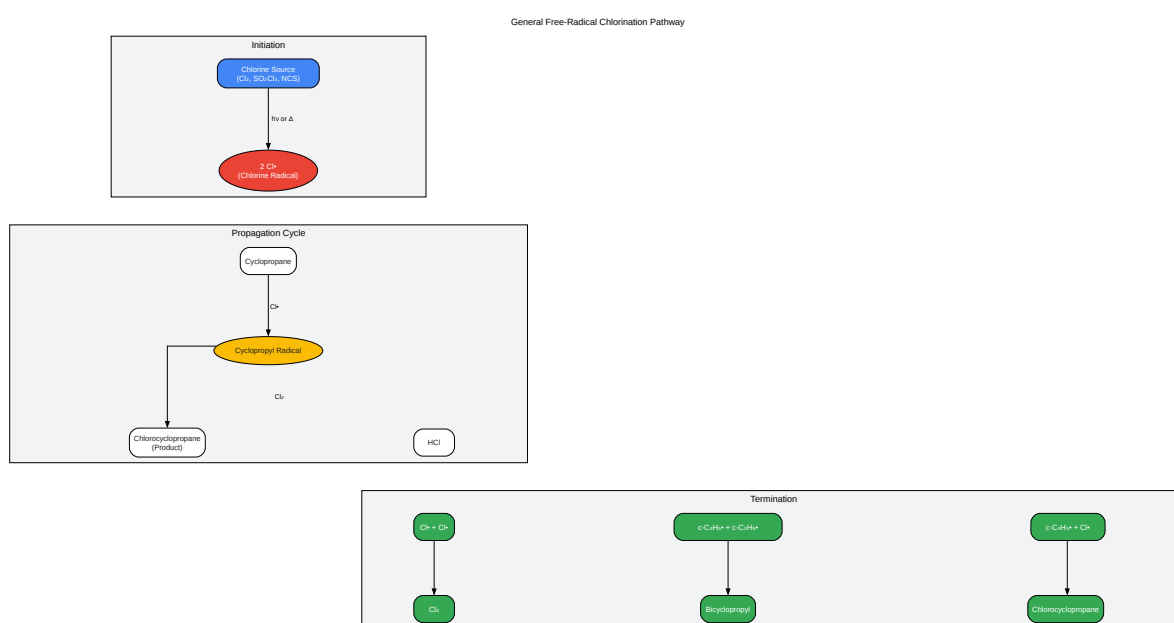 General Free-Radical Chlorination Pathway
Initiation
Chlorine Source
(Cl₂, SO₂Cl₂, NCS)
hν or Δ
2 Cl•
(Chlorine Radical)
Propagation Cycle
Cyclopropane
Cl•
Cyclopropyl Radical
Cl₂
Chlorocyclopropane
(Product)
HCl
Termination
Cl• + Cl•
c-C₃H₅• + c-C₃H₅•
c-C₃H₅• + Cl•
Cl₂
Bicyclopropyl
Chlorocyclopropane